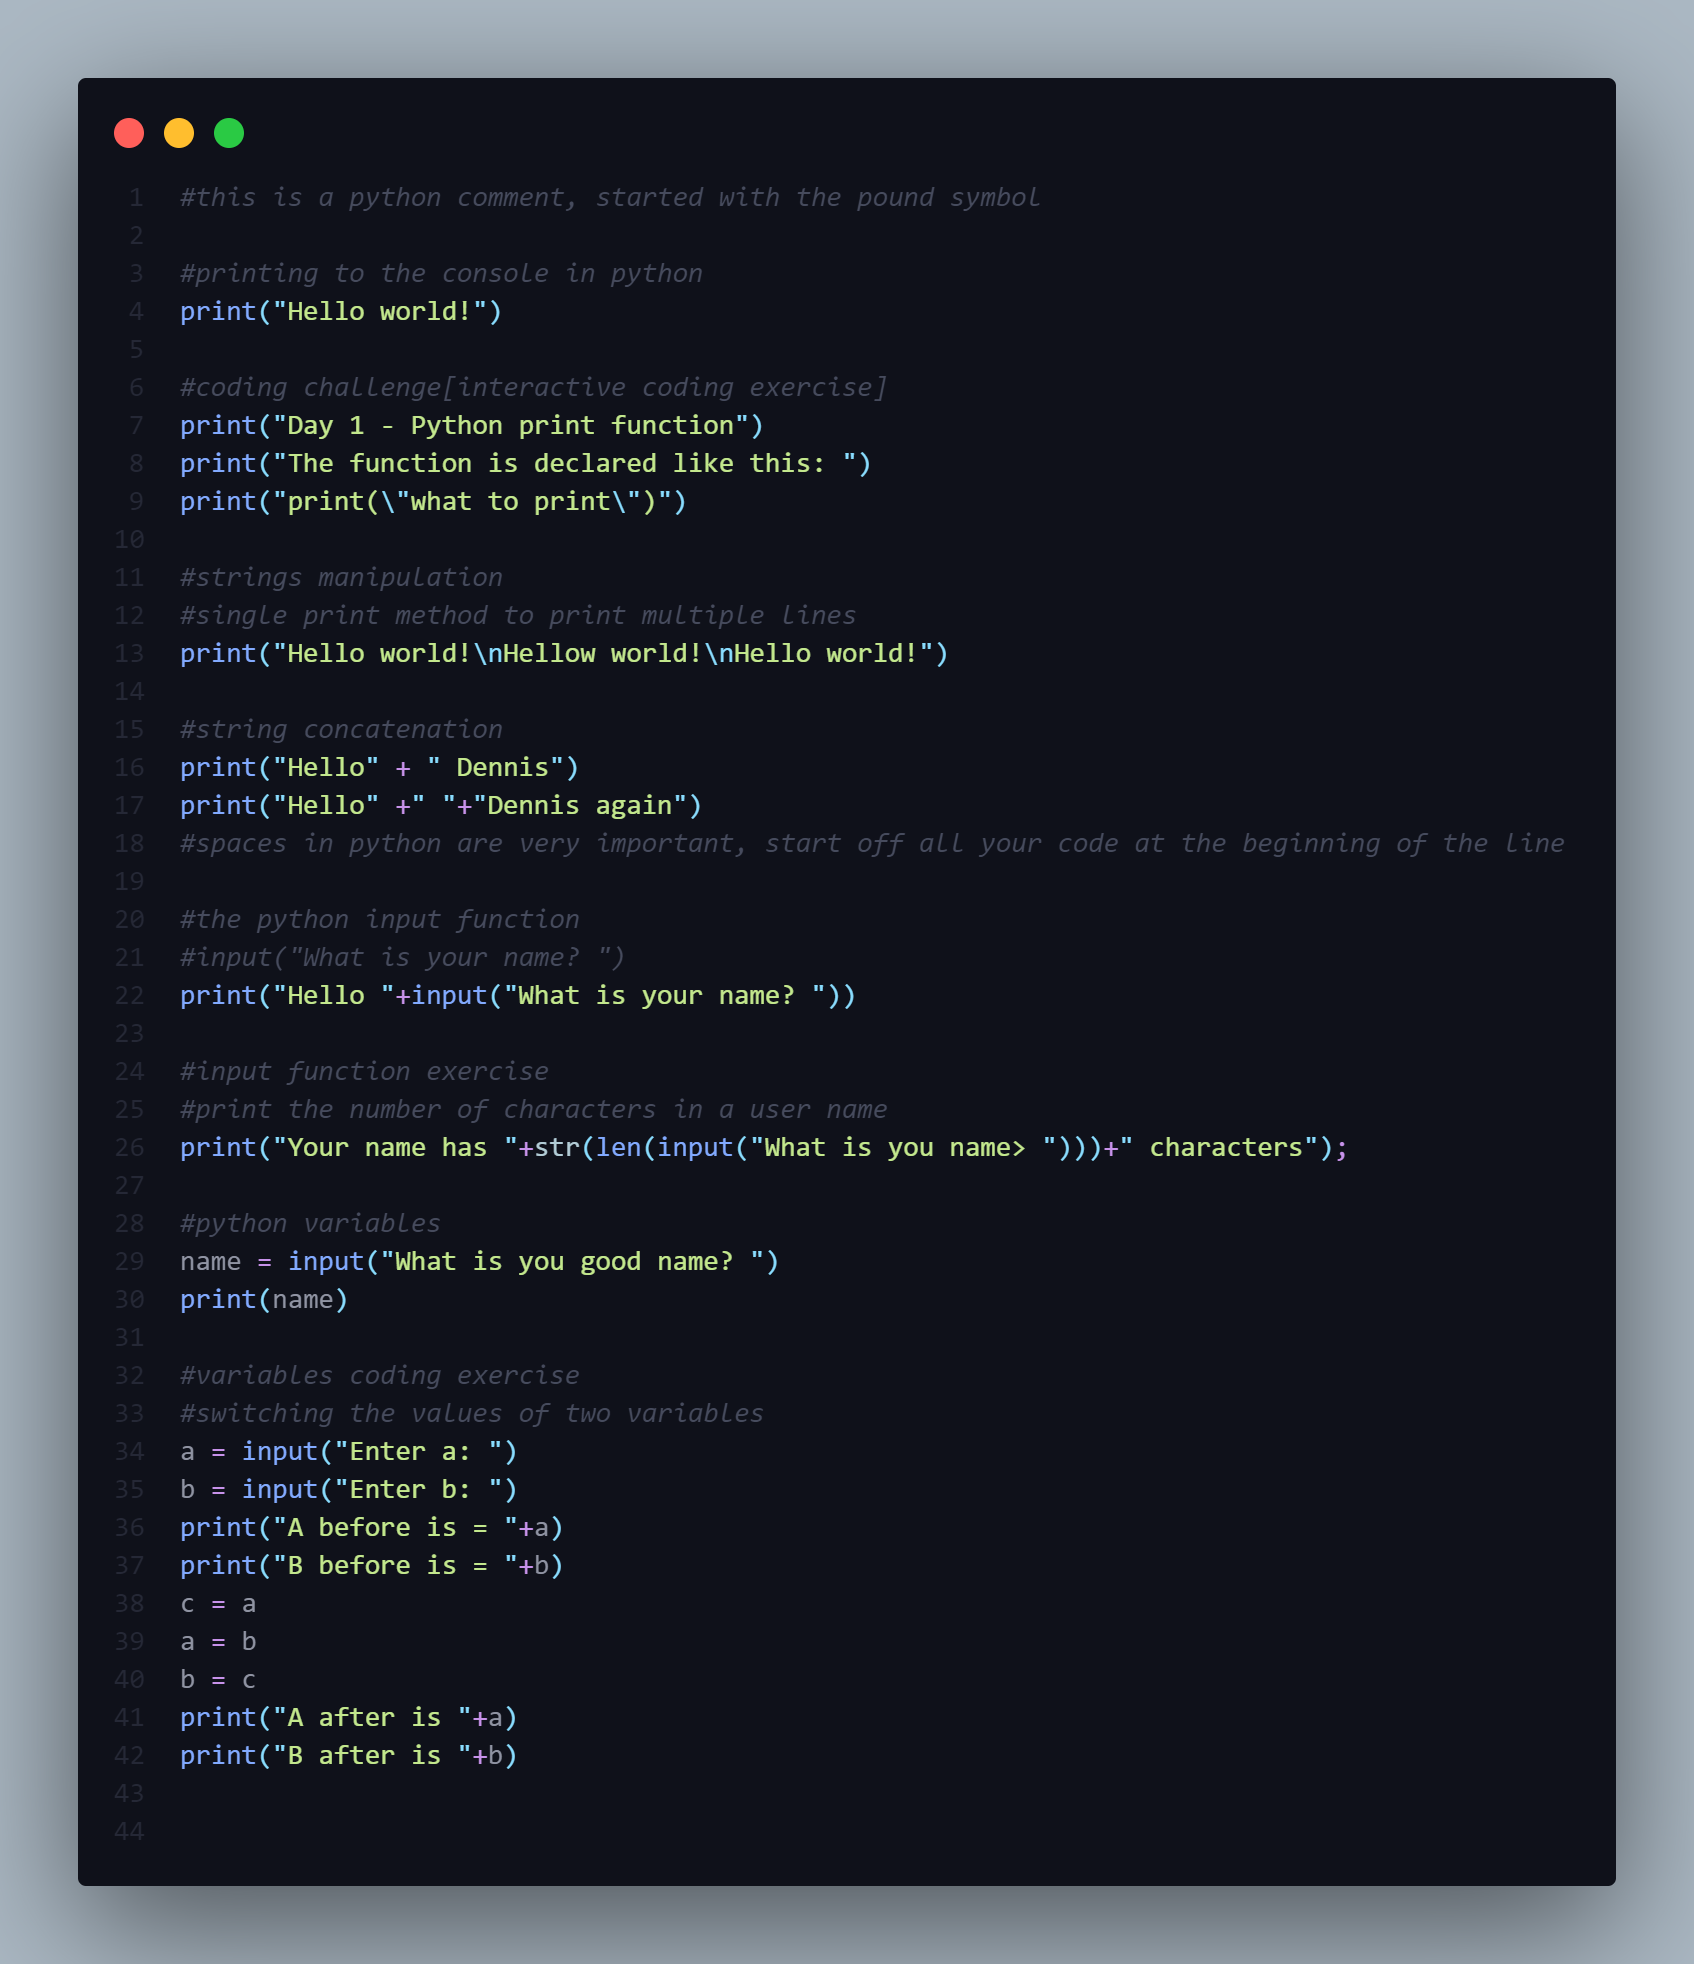 1 #this is a python comment, started with the pound symbol
2
3 #printing to the console in python
4 print("Hello world!")
5
6 #coding challenge[interactive coding exercise]
7 print("Day 1 - Python print function")
8 print("The function is declared like this: ")
9 print("print(\"what to print\")")
10
11 #strings manipulation
12 #single print method to print multiple lines
13 print("Hello world!\nHellow world!\nHello world!")
14
15 #string concatenation
16 print("Hello" + " Dennis")
17 print("Hello" +" "+"Dennis again")
18 #spaces in python are very important, start off all your code at the beginning of the line
19
20 #the python input function
21 #input("What is your name? ")
22 print("Hello "+input("What is your name? "))
23
24 #input function exercise
25 #print the number of characters in a user name
26 print("Your name has "+str(len(input("What is you name> ")))+" characters");
27
28 #python variables
29 name = input("What is you good name? ")
30 print(name)
31
32 #variables coding exercise
33 #switching the values of two variables
34 a = input("Enter a: ")
35 b = input("Enter b: ")
36 print("A before is = "+a)
37 print("B before is = "+b)
38 c = a
39 a = b
40 b = c
41 print("A after is "+a)
42 print("B after is "+b)
43
44